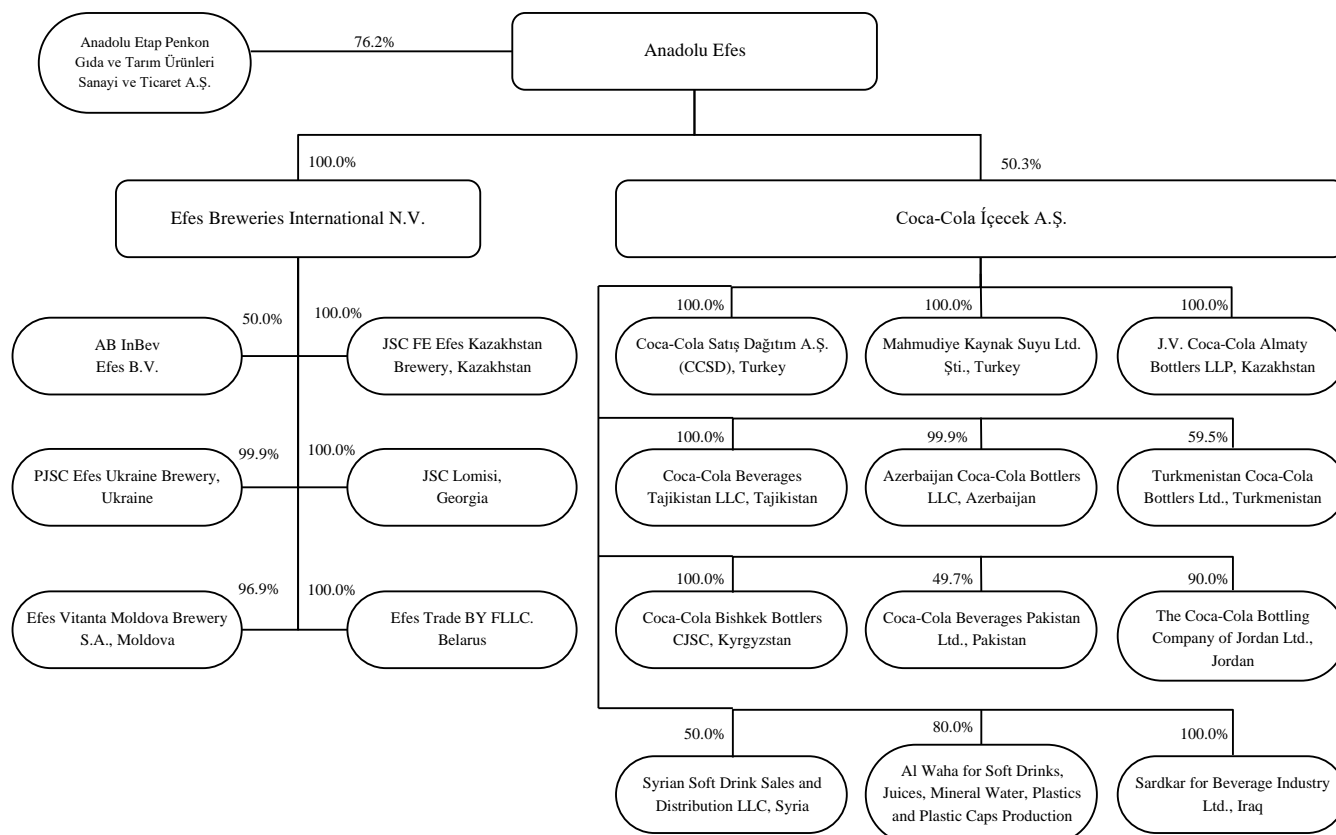 Anadolu Etap Penkon
Gıda ve Tarım Ürünleri
Sanayi ve Ticaret A.Ş.
76.2%
Anadolu Efes
100.0%
50.3%
Efes Breweries International N.V.
Coca-Cola Íçecek A.Ş.
50.0%
100.0%
AB InBev
Efes B.V.
JSC FE Efes Kazakhstan
Brewery, Kazakhstan
99.9%
100.0%
PJSC Efes Ukraine Brewery,
Ukraine
JSC Lomisi,
Georgia
96.9%
100.0%
Efes Vitanta Moldova Brewery
S.A., Moldova
Efes Trade BY FLLC.
Belarus
100.0%
100.0%
100.0%
Coca-Cola Satış Dağıtım A.Ş.
(CCSD), Turkey
Mahmudiye Kaynak Suyu Ltd.
Şti., Turkey
J.V. Coca-Cola Almaty
Bottlers LLP, Kazakhstan
100.0%
99.9%
59.5%
Coca-Cola Beverages
Tajikistan LLC, Tajikistan
Azerbaijan Coca-Cola Bottlers
LLC, Azerbaijan
Turkmenistan Coca-Cola
Bottlers Ltd., Turkmenistan
100.0%
49.7%
90.0%
Coca-Cola Bishkek Bottlers
CJSC, Kyrgyzstan
Coca-Cola Beverages Pakistan
Ltd., Pakistan
The Coca-Cola Bottling
Company of Jordan Ltd.,
Jordan
50.0%
80.0%
100.0%
Syrian Soft Drink Sales and
Distribution LLC, Syria
Al Waha for Soft Drinks,
Juices, Mineral Water, Plastics
and Plastic Caps Production
Sardkar for Beverage Industry
Ltd., Iraq